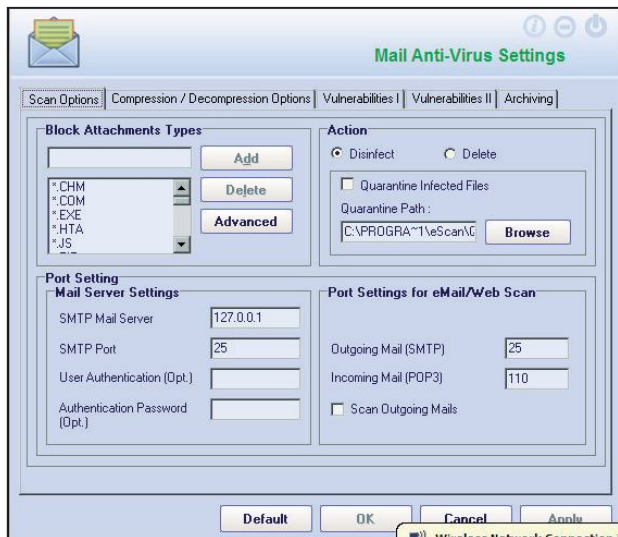 Mail Anti-Virus Settings
Scan Options Compression / Decompression Options Vulnerabilities I Vulnerabilities II Archiving
Block Attachments Types
Add
*.CHM
*.COM
*.EXE
*.HTA
*.JS
Delete
Advanced
Action
Disinfect Delete
Quarantine Infected Files
Quarantine Path :
C:\PROGRA~1\eScan\
Browse
Port Setting
Mail Server Settings
SMTP Mail Server 127.0.0.1
SMTP Port 25
User Authentication (Opt.)
Authentication Password
(Opt.)
Port Settings for eMail/Web Scan
Outgoing Mail (SMTP) 25
Incoming Mail (POP3) 110
Scan Outgoing Mails
Default OK Cancel Apply
Wireless Network Connection